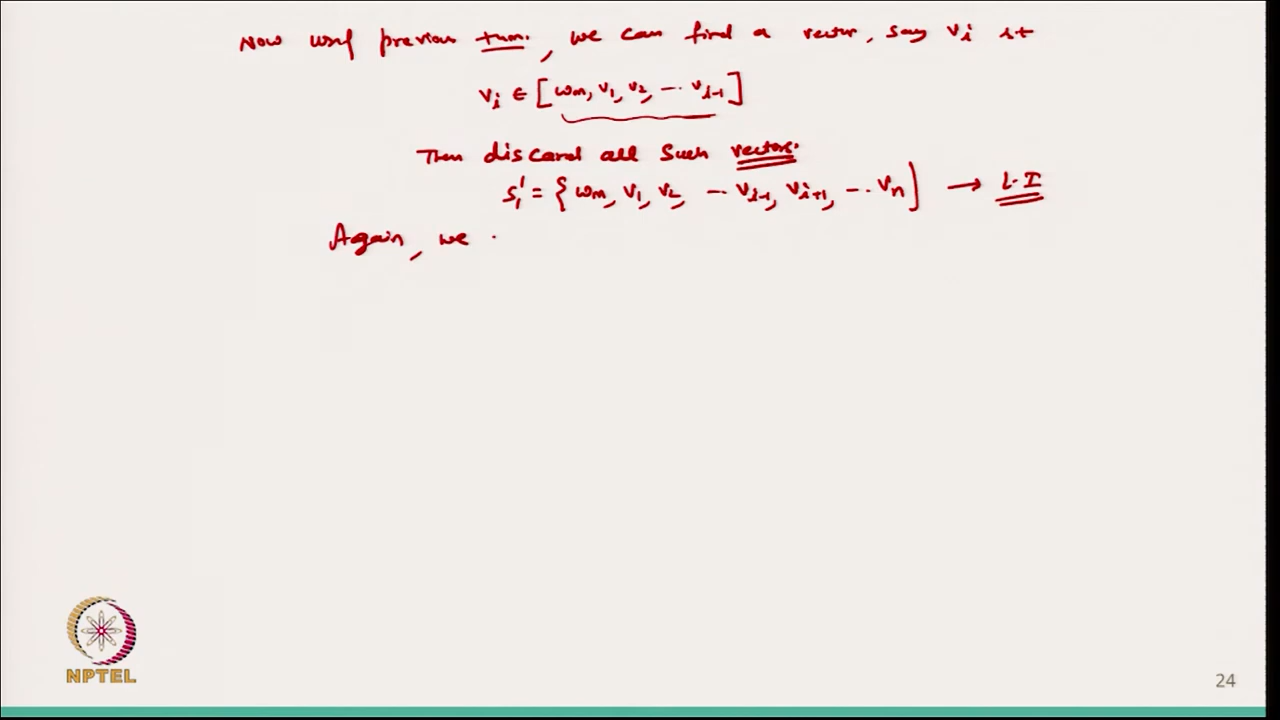 Now using previous thm., we can find a vector, say vᵢ s.t
vᵢ ∈ [wₘ, v₁, v₂, --- vᵢ₋₁]
Then discard all such vectors.
S₁' = {wₘ, v₁, v₂, --- vᵢ₋₁, vᵢ₊₁, --- vₙ} → L.I
Again, we
NPTEL
24